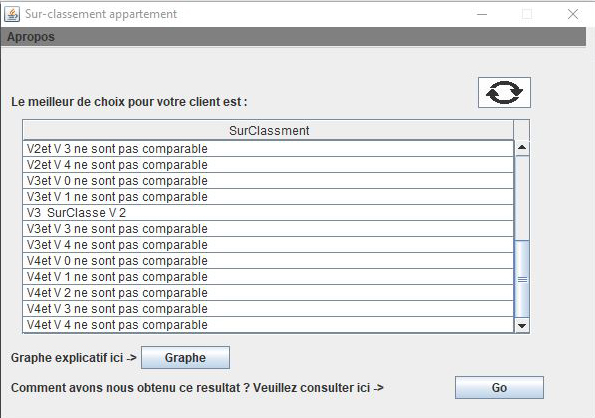 Sur-classement appartement
Apropos
Le meilleur de choix pour votre client est :
SurClassment
V2et V 3 ne sont pas comparable
V2et V 4 ne sont pas comparable
V3et V 0 ne sont pas comparable
V3et V 1 ne sont pas comparable
V3  SurClasse V 2
V3et V 3 ne sont pas comparable
V3et V 4 ne sont pas comparable
V4et V 0 ne sont pas comparable
V4et V 1 ne sont pas comparable
V4et V 2 ne sont pas comparable
V4et V 3 ne sont pas comparable
V4et V 4 ne sont pas comparable
Graphe explicatif ici -> Graphe
Comment avons nous obtenu ce resultat ? Veuillez consulter ici -> Go